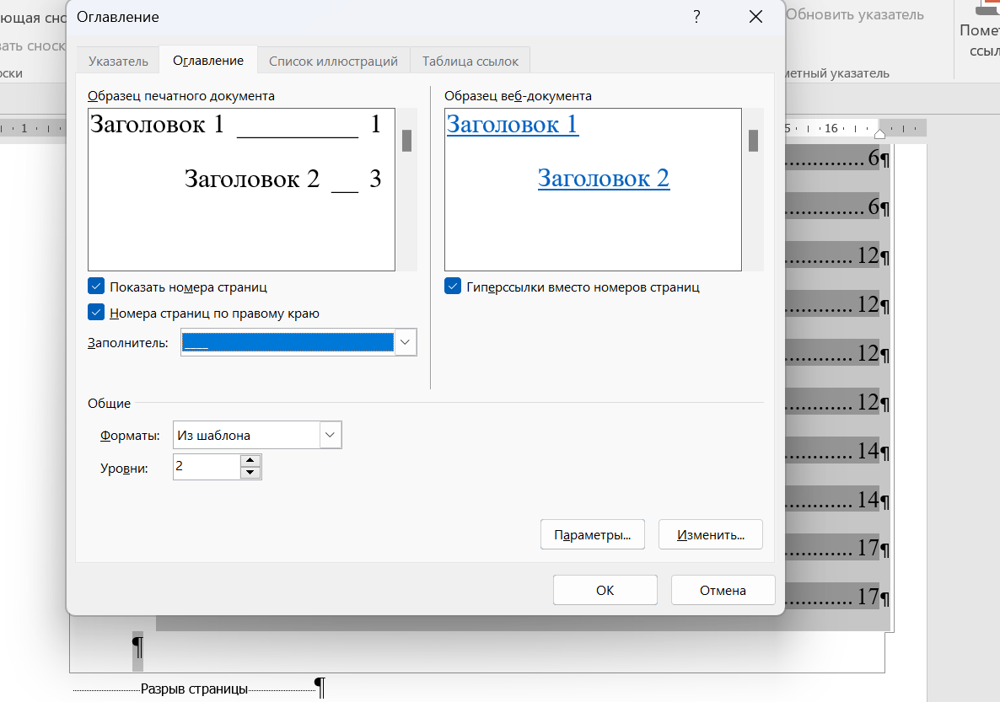 ющая сно
Оглавление ?
Обновить указатель
Поме
ать сноск
ссыл
Указатель Оглавление Список иллюстраций Таблица ссылок
оски
метный указатель
Образец печатного документа Образец веб-документа
Заголовок 1 _________ 1 Заголовок 1
1 5 16
Заголовок 2 __ 3 Заголовок 2
............ 6¶
............ 6¶
............ 12¶
Показать номера страниц Гиперссылки вместо номеров страниц
............ 12¶
Номера страниц по правому краю
Заполнитель: ____
............ 12¶
............ 12¶
Общие
Форматы: Из шаблона
............ 14¶
Уровни: 2
............ 14¶
Параметры... Изменить...
............ 17¶
ОК Отмена
............ 17¶
¶
Разрыв страницы ¶